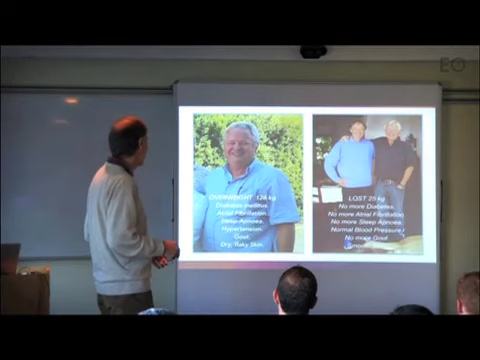 EO
OVERWEIGHT 124 kg
Diabetes mellitus.
Atrial Fibrillation.
Sleep Apnoea.
Hypertension.
Gout.
Dry, flaky Skin.
LOST 25 kg
No more Diabetes.
No more Atrial Fibrillation.
No more Sleep Apnoea.
Normal Blood Pressure
No more Gout